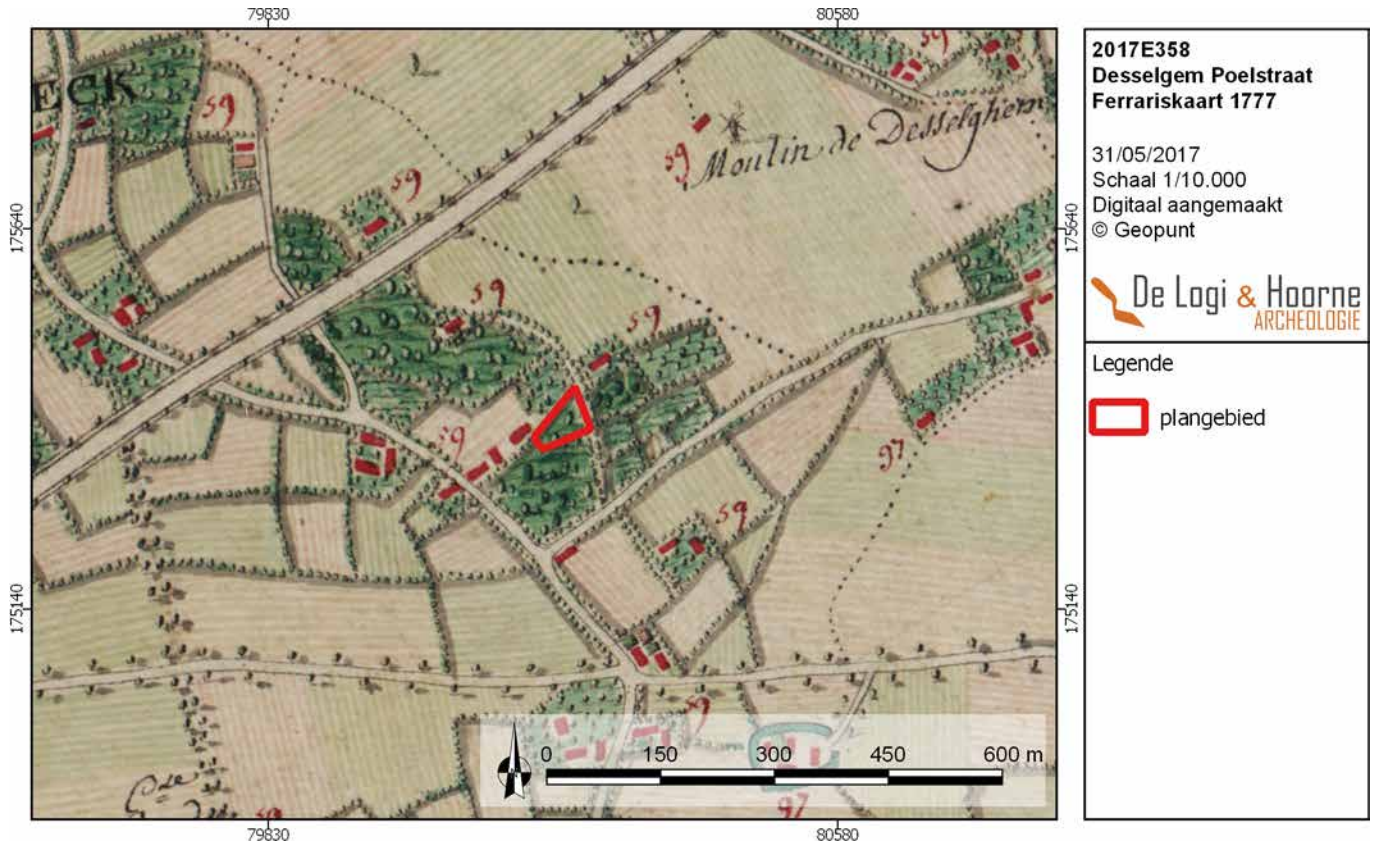 79830
80580
ECK
59
59
59
Moulin de Desselghem
59
175640
175640
59
59
59
97
59
175140
175140
59
97
0 150 300 450 600 m
79830
80580
2017E358
Desselgem Poelstraat
Ferrariskaart 1777
31/05/2017
Schaal 1/10.000
Digitaal aangemaakt
© Geopunt
De Logi & Hoorne
ARCHEOLOGIE
Legende
plangebied